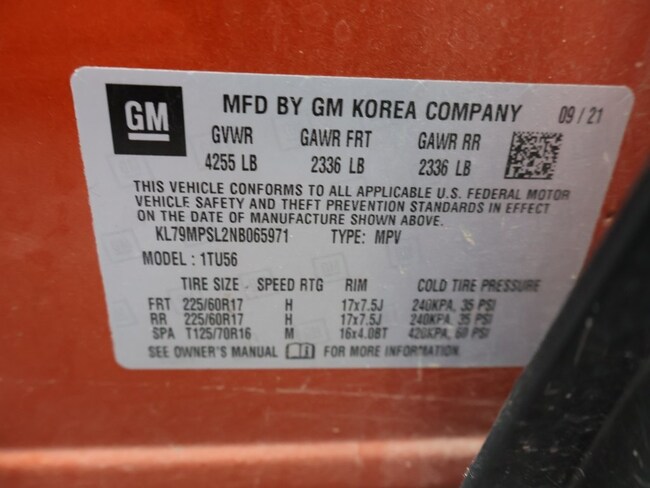 GM MFD BY GM KOREA COMPANY 09 / 21
GVWR GAWR FRT GAWR RR
4255 LB 2336 LB 2336 LB
THIS VEHICLE CONFORMS TO ALL APPLICABLE U.S. FEDERAL MOTOR
VEHICLE SAFETY AND THEFT PREVENTION STANDARDS IN EFFECT
ON THE DATE OF MANUFACTURE SHOWN ABOVE.
KL79MPSL2NB065971 TYPE: MPV
MODEL : 1TU56
TIRE SIZE SPEED RTG RIM COLD TIRE PRESSURE
FRT 225/60R17 H 17x7.5J 240KPA, 35 PSI
RR 225/60R17 H 17x7.5J 240KPA, 35 PSI
SPA T125/70R16 M 16x4.08T 420KPA, 60 PSI
SEE OWNER'S MANUAL FOR MORE INFORMATION